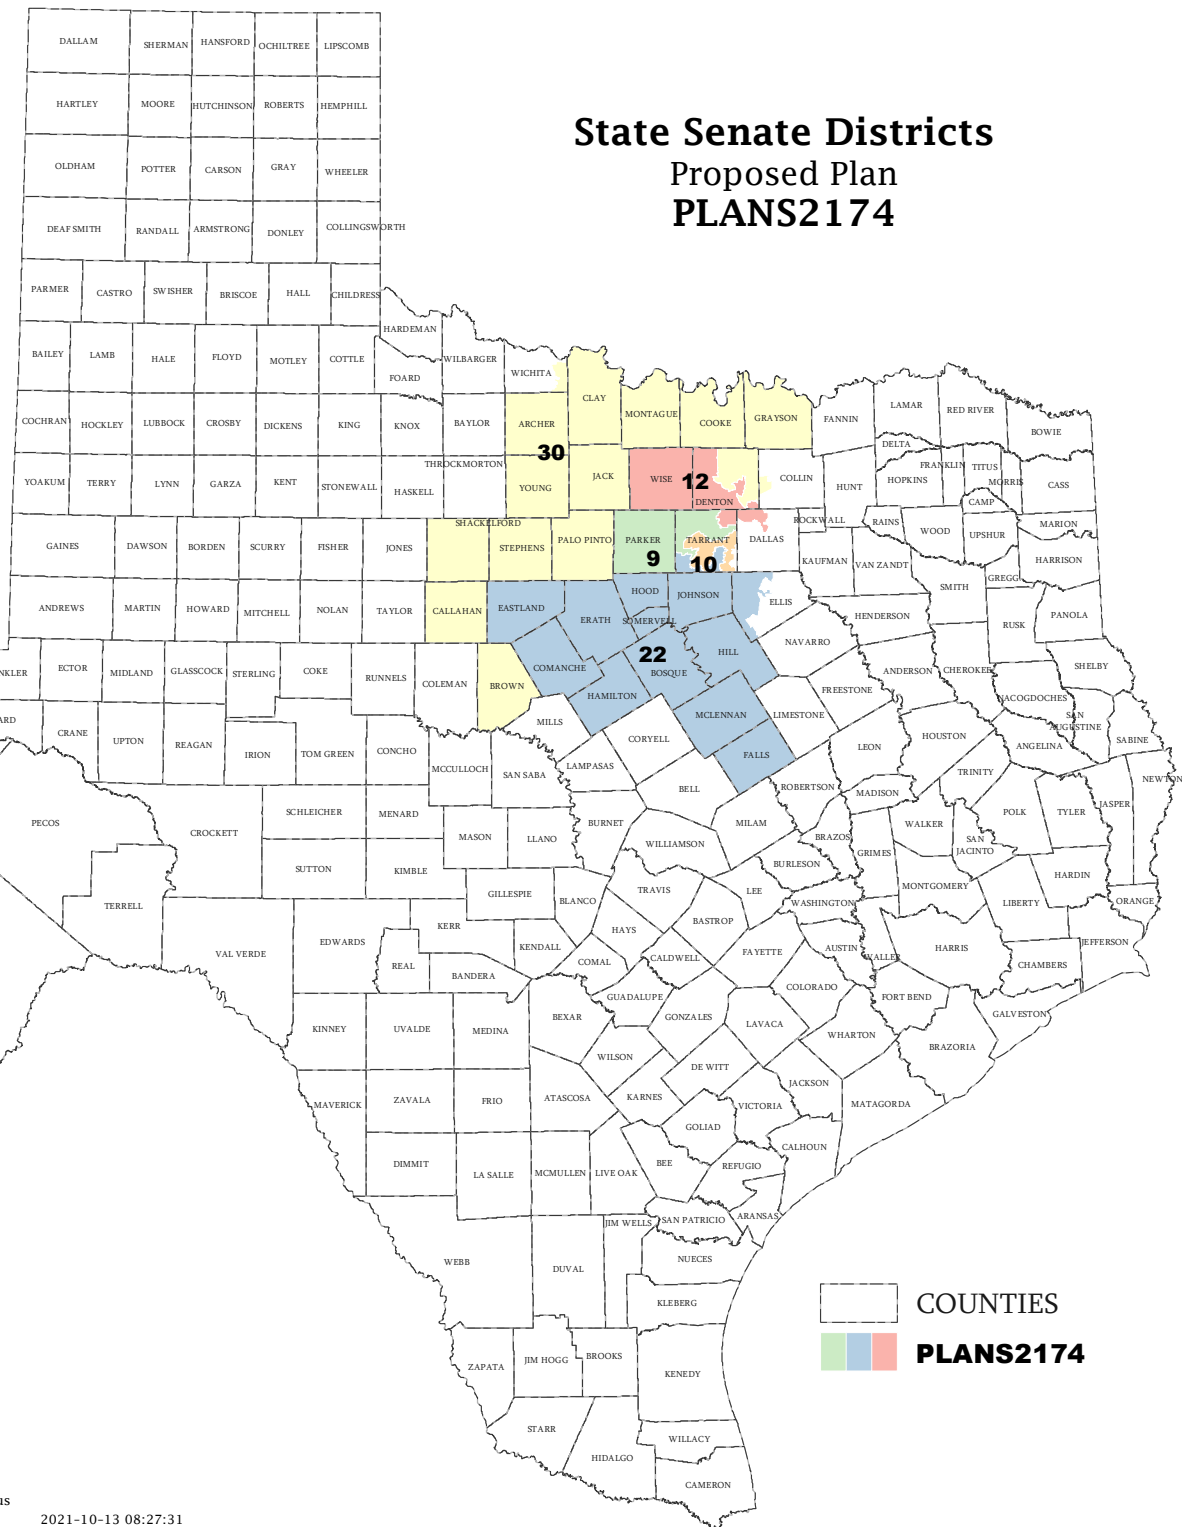 State Senate Districts
Proposed Plan
PLANS2174
DALLAM SHERMAN HANSFORD OCHILTREE LIPSCOMB
HARTLEY MOORE HUTCHINSON ROBERTS HEMPHILL
OLDHAM POTTER CARSON GRAY WHEELER
DEAF SMITH RANDALL ARMSTRONG DONLEY COLLINGSWORTH
PARMER CASTRO SWISHER BRISCOE HALL CHILDRESS
HARDEMAN
BAILEY LAMB HALE FLOYD MOTLEY COTTLE WILBARGER WICHITA
FOARD CLAY
COCHRAN HOCKLEY LUBBOCK CROSBY DICKENS KING KNOX BAYLOR ARCHER MONTAGUE COOKE GRAYSON FANNIN LAMAR RED RIVER BOWIE
30
DELTA
YOAKUM TERRY LYNN GARZA KENT STONEWALL HASKELL THROCKMORTON YOUNG JACK WISE 12 DENTON COLLIN HUNT HOPKINS FRANKLIN TITUS MORRIS CASS
CAMP
GAINES DAWSON BORDEN SCURRY FISHER JONES SHACKELFORD STEPHENS PALO PINTO PARKER TARRANT DALLAS ROCKWALL RAINS WOOD UPSHUR MARION
9 10
KAUFMAN VAN ZANDT SMITH GREGG HARRISON
ANDREWS MARTIN HOWARD MITCHELL NOLAN TAYLOR CALLAHAN EASTLAND ERATH HOOD SOMERVELL JOHNSON ELLIS HENDERSON RUSK PANOLA
NKLER ECTOR MIDLAND GLASSCOCK STERLING COKE RUNNELS COLEMAN BROWN COMANCHE 22 BOSQUE HILL NAVARRO ANDERSON CHEROKEE SHELBY
HAMILTON FREESTONE NACOGDOCHES
ARD CRANE UPTON REAGAN IRION TOM GREEN CONCHO MILLS MCLENNAN LIMESTONE SAN AUGUSTINE
MCCULLOCH SAN SABA LAMPASAS CORYELL FALLS LEON HOUSTON ANGELINA SABINE
BELL ROBERTSON MADISON TRINITY NEWTON
PECOS CROCKETT SCHLEICHER MENARD MASON LLANO BURNET WILLIAMSON MILAM BRAZOS GRIMES WALKER SAN JACINTO POLK TYLER JASPER
SUTTON KIMBLE BURLESON MONTGOMERY HARDIN
TERRELL GILLESPIE BLANCO TRAVIS LEE WASHINGTON LIBERTY ORANGE
VAL VERDE EDWARDS KERR KENDALL HAYS BASTROP
REAL BANDERA COMAL CALDWELL FAYETTE AUSTIN WALLER HARRIS CHAMBERS JEFFERSON
KINNEY UVALDE MEDINA BEXAR GUADALUPE GONZALES LAVACA COLORADO FORT BEND GALVESTON
WILSON WHARTON BRAZORIA
MAVERICK ZAVALA FRIO ATASCOSA KARNES DE WITT JACKSON MATAGORDA
VICTORIA
GOLIAD
DIMMIT LA SALLE MCMULLEN LIVE OAK BEE REFUGIO CALHOUN
WEBB DUVAL JIM WELLS SAN PATRICIO ARANSAS
NUECES
KLEBERG
ZAPATA JIM HOGG BROOKS KENEDY
STARR HIDALGO WILLACY
CAMERON
COUNTIES
PLANS2174
us
2021-10-13 08:27:31